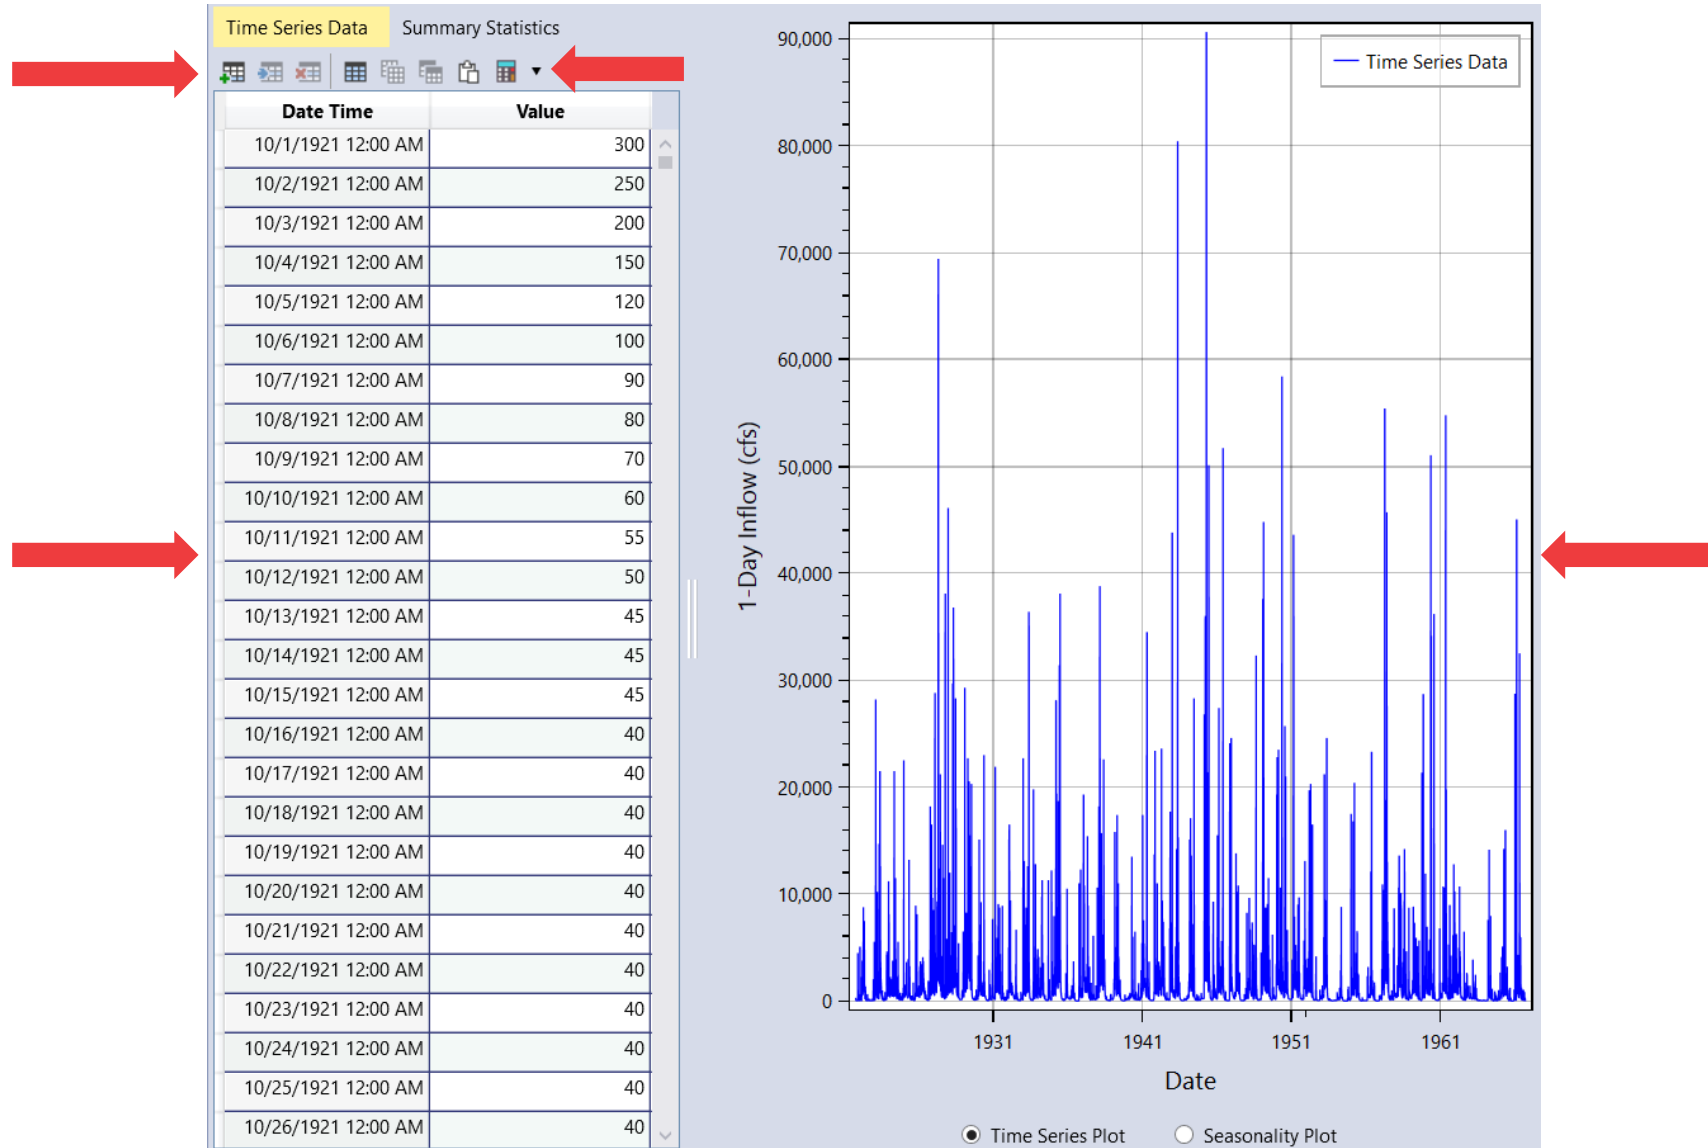 Time Series Data Summary Statistics
Date Time Value
10/1/1921 12:00 AM 300
10/2/1921 12:00 AM 250
10/3/1921 12:00 AM 200
10/4/1921 12:00 AM 150
10/5/1921 12:00 AM 120
10/6/1921 12:00 AM 100
10/7/1921 12:00 AM 90
10/8/1921 12:00 AM 80
10/9/1921 12:00 AM 70
10/10/1921 12:00 AM 60
10/11/1921 12:00 AM 55
10/12/1921 12:00 AM 50
10/13/1921 12:00 AM 45
10/14/1921 12:00 AM 45
10/15/1921 12:00 AM 45
10/16/1921 12:00 AM 40
10/17/1921 12:00 AM 40
10/18/1921 12:00 AM 40
10/19/1921 12:00 AM 40
10/20/1921 12:00 AM 40
10/21/1921 12:00 AM 40
10/22/1921 12:00 AM 40
10/23/1921 12:00 AM 40
10/24/1921 12:00 AM 40
10/25/1921 12:00 AM 40
10/26/1921 12:00 AM 40
1-Day Inflow (cfs)
90,000
80,000
70,000
60,000
50,000
40,000
30,000
20,000
10,000
0
Time Series Data
1931 1941 1951 1961
Date
Time Series Plot Seasonality Plot